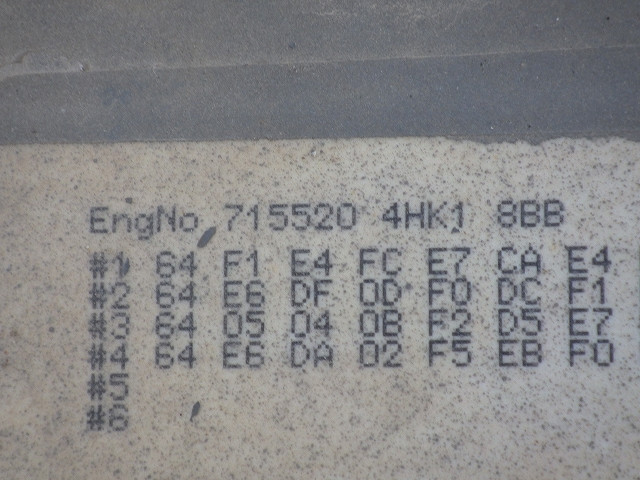 EngNo 715520 4HK1 8BB
#1 64 F1 E4 FC E7 CA E4
#2 64 E6 DF 0D F0 DC F1
#3 64 05 04 0B F2 D5 E7
#4 64 E6 DA 02 F5 EB F0
#5
#6